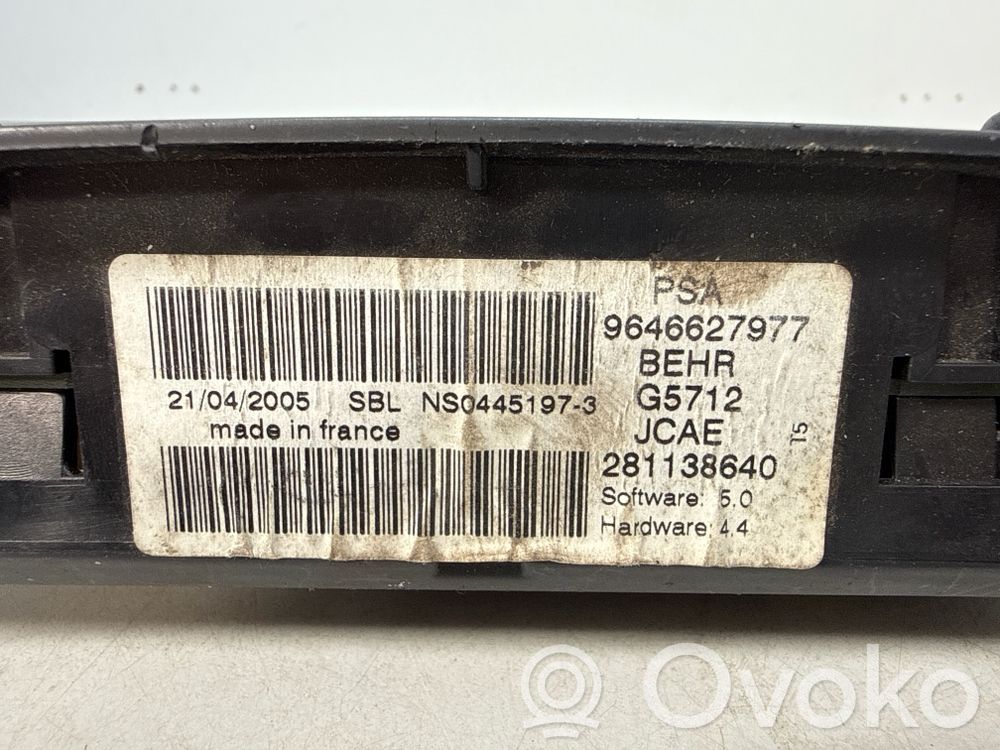 PSA
9646627977
BEHR
G5712
JCAE
281138640
Software: 5.0
Hardware 4.4
T5
21/04/2005 SBL NS0445197-3
made in france
Ovoko